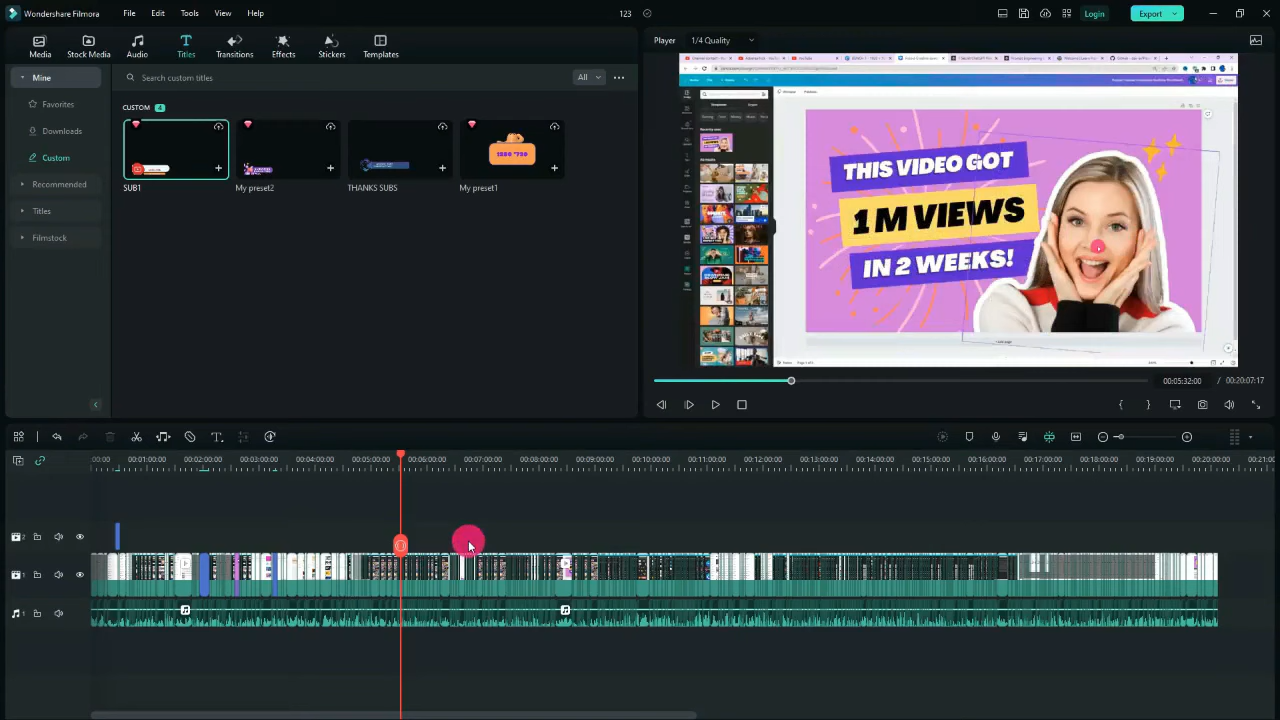 Wondershare Filmora
File
Edit
Tools
View
Help
123
Login
Export
Media
Stock Media
Audio
Titles
Transitions
Effects
Stickers
Templates
Player
1/4 Quality
Mine
Search custom titles
All
Favorites
Downloads
Custom
Recommended
Titles
Filmstock
CUSTOM 4
SUB1
My preset2
THANKS SUBS
My preset1
THIS VIDEO GOT
1 M VIEWS
IN 2 WEEKS!
00:05:32:00 / 00:20:07:17
00:00 00:01:00:00 00:02:00:00 00:03:00:00 00:04:00:00 00:05:00:00 00:06:00:00 00:07:00:00 00:08:00:00 00:09:00:00 00:10:00:00 00:11:00:00 00:12:00:00 00:13:00:00 00:14:00:00 00:15:00:00 00:16:00:00 00:17:00:00 00:18:00:00 00:19:00:00 00:20:00:00 00:21:0
2
1
1